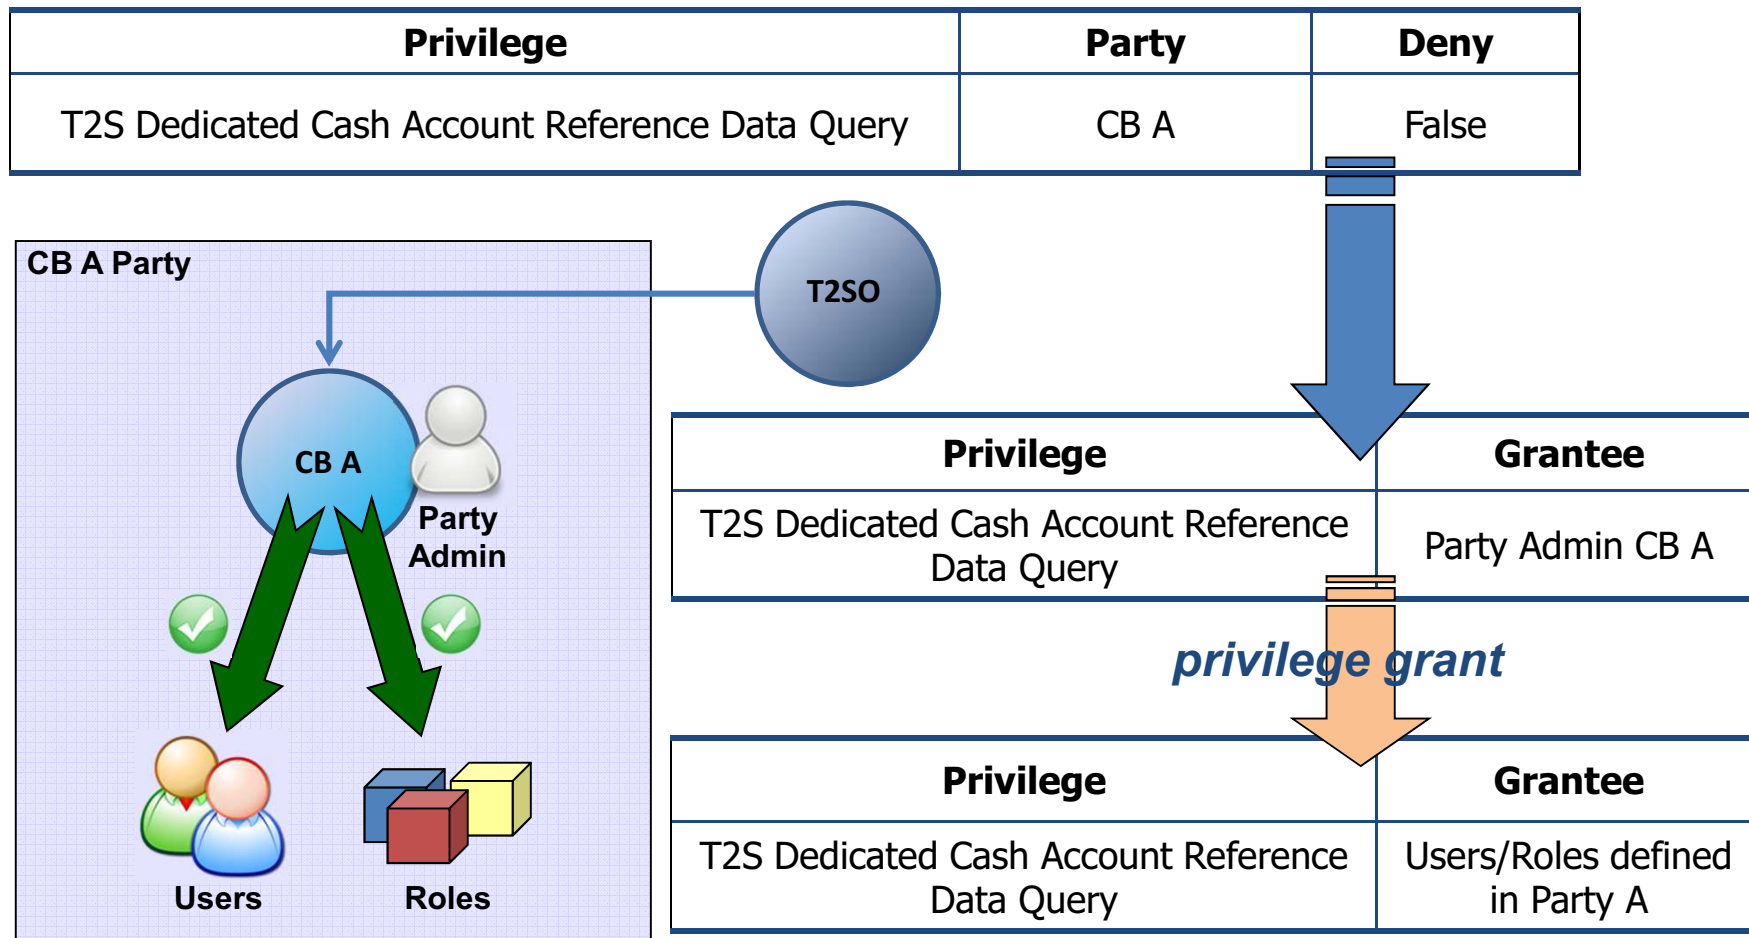 Privilege Party Deny
T2S Dedicated Cash Account Reference Data Query CB A False
CB A Party
T2SO
CB A
Party
Admin
Users Roles
Privilege Grantee
T2S Dedicated Cash Account Reference
Data Query
Party Admin CB A
privilege grant
Privilege Grantee
T2S Dedicated Cash Account Reference
Data Query
Users/Roles defined
in Party A